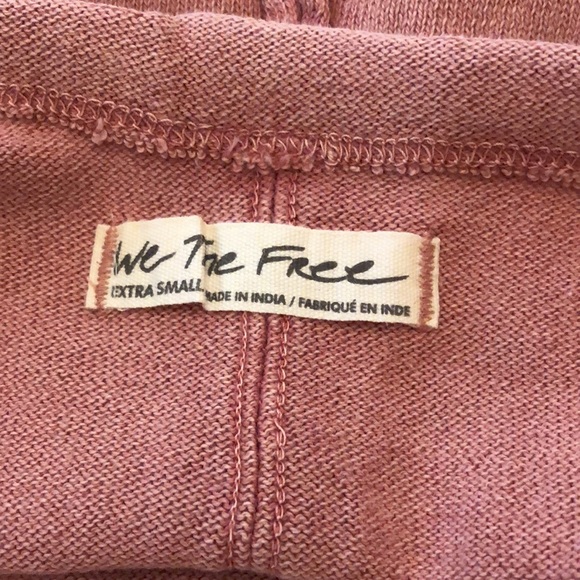 We The Free
EXTRA SMALL MADE IN INDIA / FABRIQUÉ EN INDE